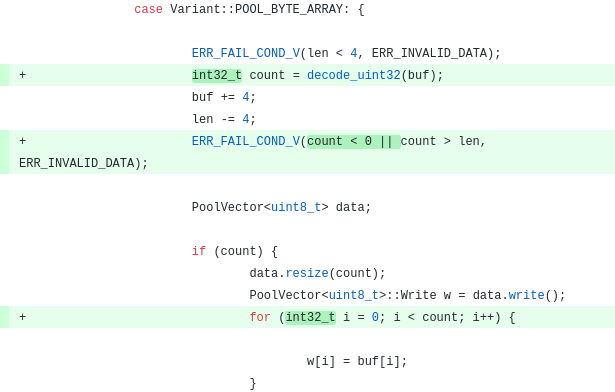 case Variant::POOL_BYTE_ARRAY: {
ERR_FAIL_COND_V(len < 4, ERR_INVALID_DATA);
+ int32_t count = decode_uint32(buf);
buf += 4;
len -= 4;
+ ERR_FAIL_COND_V(count < 0 || count > len,
ERR_INVALID_DATA);
PoolVector<uint8_t> data;
if (count) {
data.resize(count);
PoolVector<uint8_t>::Write w = data.write();
+ for (int32_t i = 0; i < count; i++) {
w[i] = buf[i];
}